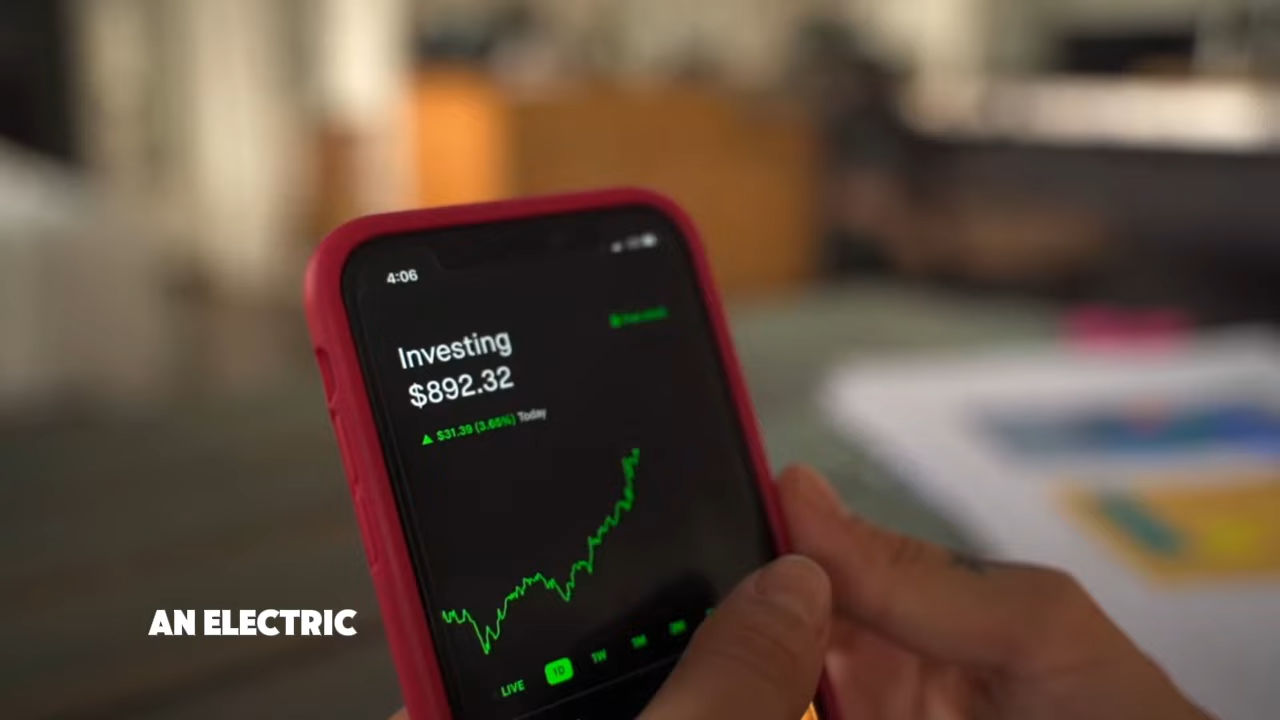 4:06
Investing
$892.32
▲ $31.39 (3.65%) Today
LIVE 1D 1W 1M 3M
AN ELECTRIC